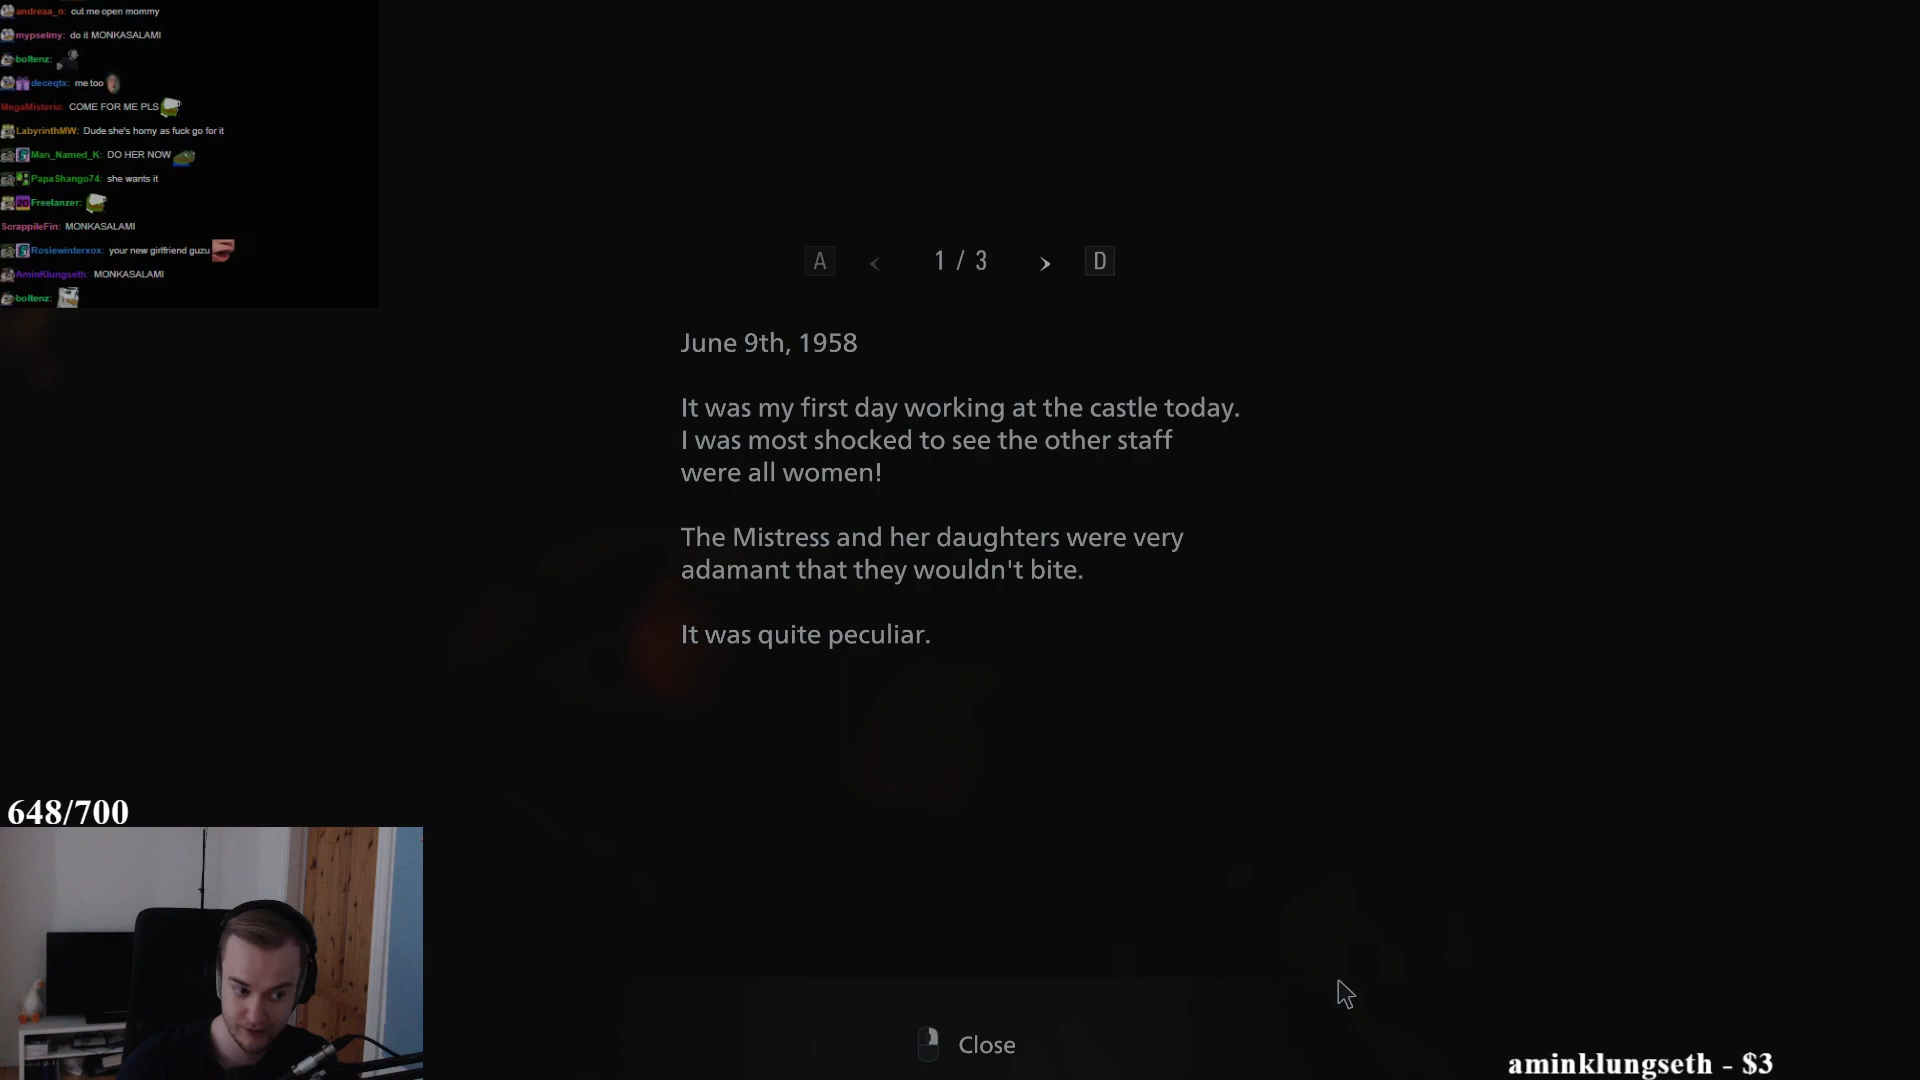 andresa_n: cut me open mommy
mypselmy: do it MONKASALAMI
boltenz:
deceqtx: me too
MegaMisterio: COME FOR ME PLS
LabyrinthMW: Dude she's horny as fuck go for it
Man_Named_K: DO HER NOW
PapaShango74: she wants it
Freelanzer:
ScrappileFin: MONKASALAMI
Rosiewinterxox: your new girlfriend guzu
AminKlungseth: MONKASALAMI
boltenz:
A < 1 / 3 > D
June 9th, 1958
It was my first day working at the castle today.
I was most shocked to see the other staff
were all women!
The Mistress and her daughters were very
adamant that they wouldn't bite.
It was quite peculiar.
648/700
Close
aminklungseth - $3